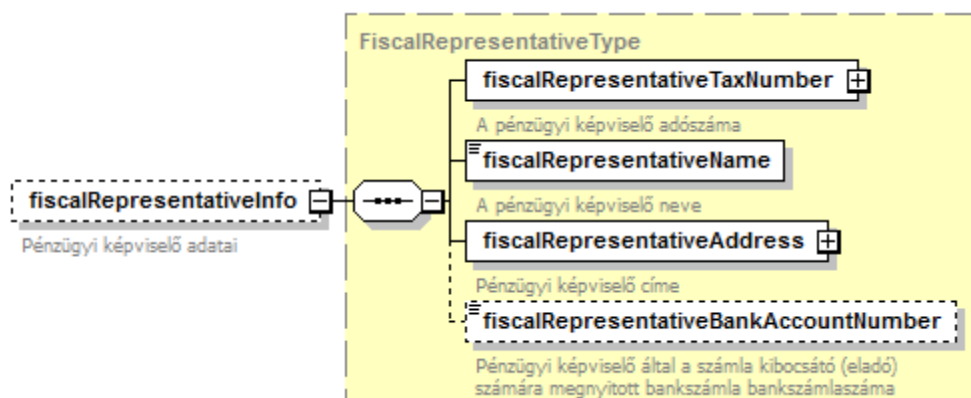 FiscalRepresentativeType
fiscalRepresentativeTaxNumber
A pénzügyi képviselő adószáma
fiscalRepresentativeName
A pénzügyi képviselő neve
fiscalRepresentativeInfo
Pénzügyi képviselő adatai
fiscalRepresentativeAddress
Pénzügyi képviselő címe
fiscalRepresentativeBankAccountNumber
Pénzügyi képviselő által a számla kibocsátó (eladó)
számára megnyitott bankszámla bankszámlaszáma